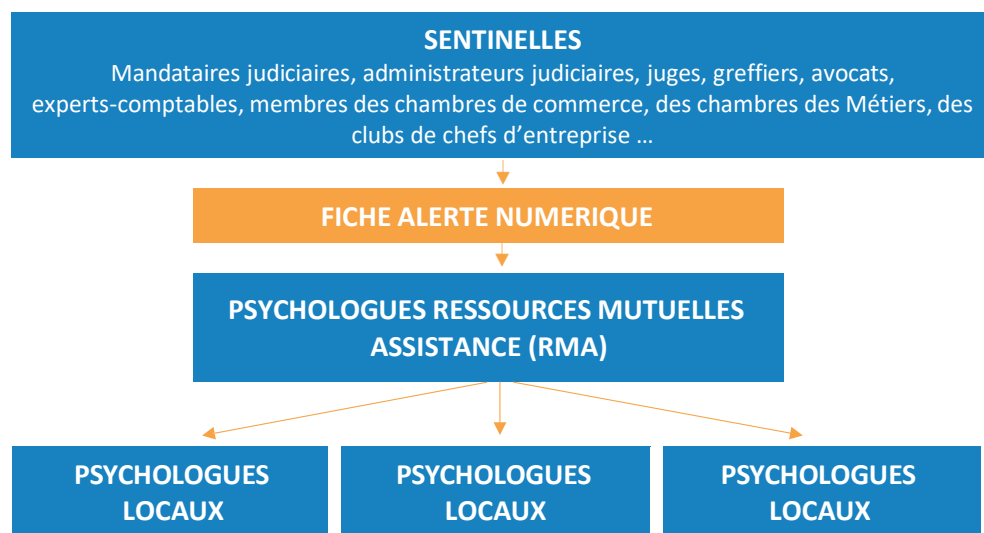 SENTINELLES
Mandataires judiciaires, administrateurs judiciaires, juges, greffiers, avocats,
experts-comptables, membres des chambres de commerce, des chambres des Métiers, des
clubs de chefs d’entreprise …
FICHE ALERTE NUMERIQUE
PSYCHOLOGUES RESSOURCES MUTUELLES
ASSISTANCE (RMA)
PSYCHOLOGUES
LOCAUX
PSYCHOLOGUES
LOCAUX
PSYCHOLOGUES
LOCAUX